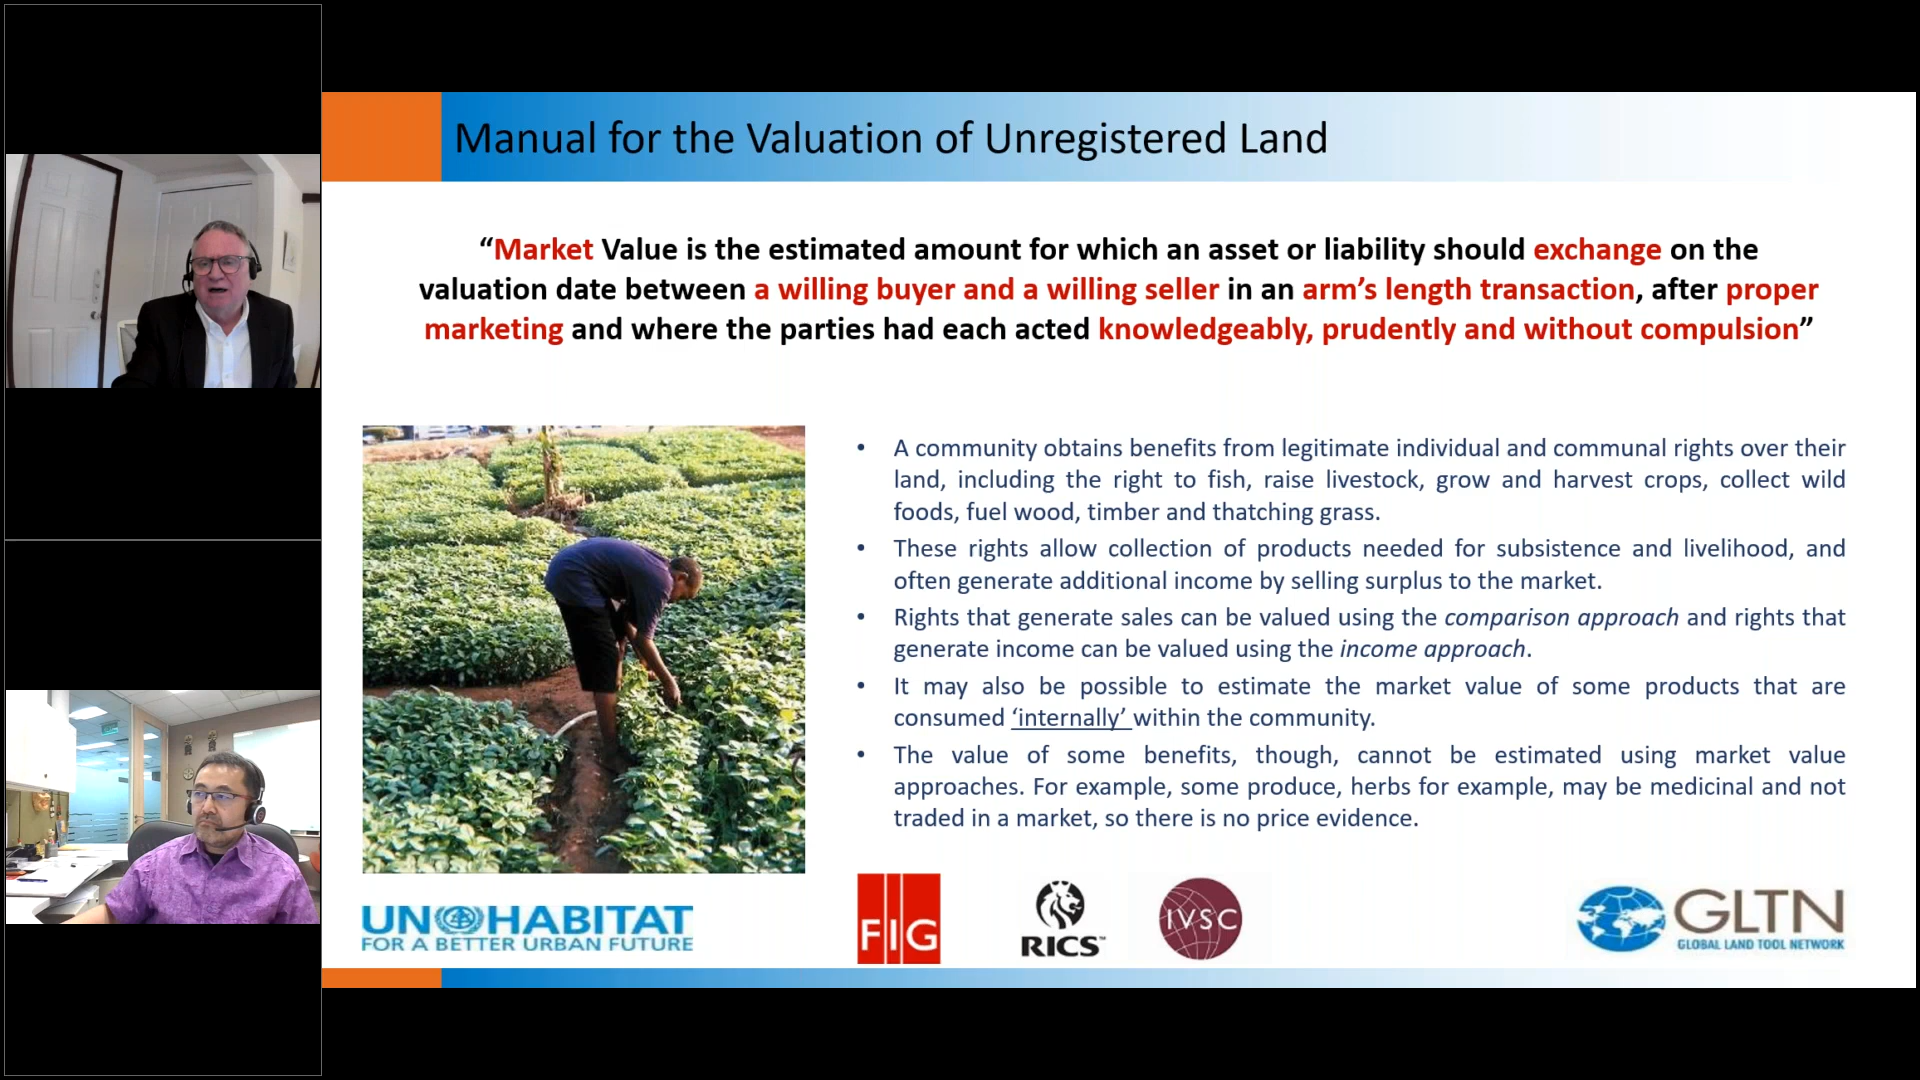 Manual for the Valuation of Unregistered Land
“Market Value is the estimated amount for which an asset or liability should exchange on the
valuation date between a willing buyer and a willing seller in an arm’s length transaction, after proper
marketing and where the parties had each acted knowledgeably, prudently and without compulsion”
• A community obtains benefits from legitimate individual and communal rights over their
land, including the right to fish, raise livestock, grow and harvest crops, collect wild
foods, fuel wood, timber and thatching grass.
• These rights allow collection of products needed for subsistence and livelihood, and
often generate additional income by selling surplus to the market.
• Rights that generate sales can be valued using the comparison approach and rights that
generate income can be valued using the income approach.
• It may also be possible to estimate the market value of some products that are
consumed ‘internally’ within the community.
• The value of some benefits, though, cannot be estimated using market value
approaches. For example, some produce, herbs for example, may be medicinal and not
traded in a market, so there is no price evidence.
UN HABITAT
FOR A BETTER URBAN FUTURE
FIG
RICS™
IVSC
GLTN
GLOBAL LAND TOOL NETWORK